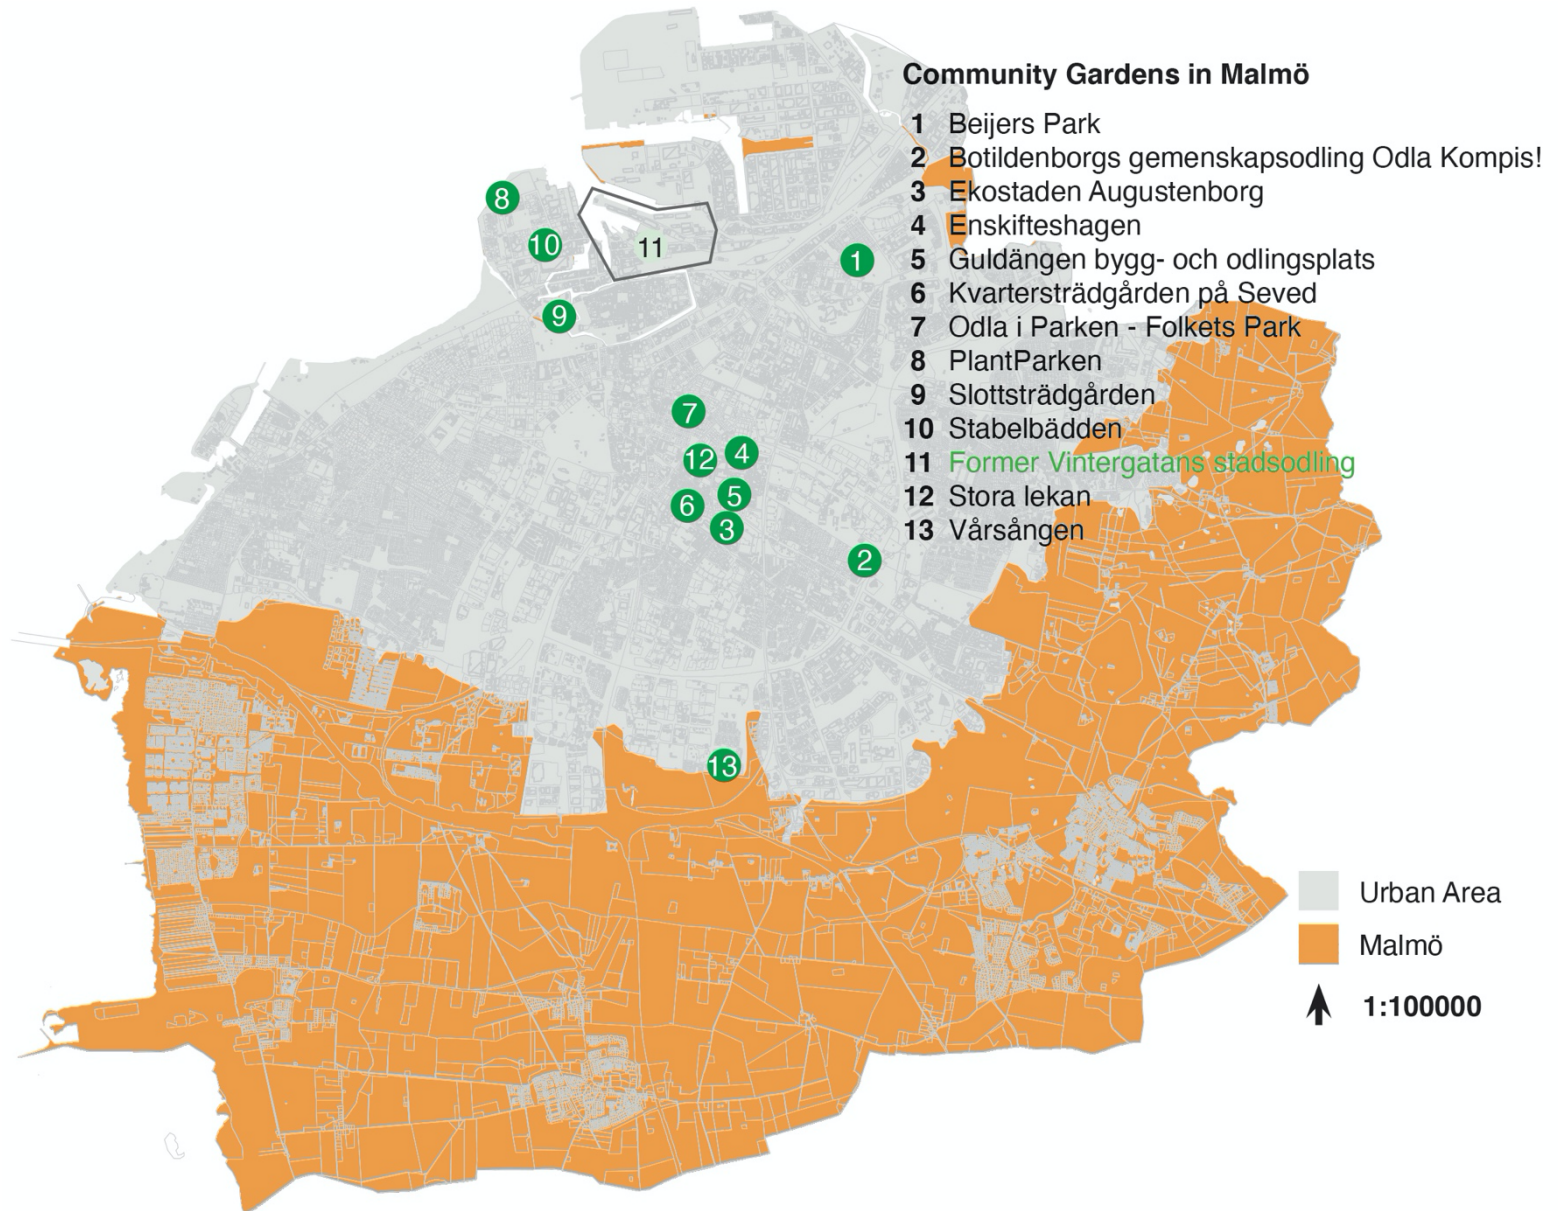 Community Gardens in Malmö
1 Beijers Park
2 Botildenborgs gemenskapsodling Odla Kompis!
3 Ekostaden Augustenborg
4 Enskifteshagen
5 Guldängen bygg- och odlingsplats
6 Kvartersträdgården på Seved
7 Odla i Parken - Folkets Park
8 PlantParken
9 Slottsträdgården
10 Stabelbädden
11 Former Vintergatans stadsodling
12 Stora lekan
13 Vårsången
8
10
11
1
9
7
12
4
6
5
3
2
13
Urban Area
Malmö
1:100000